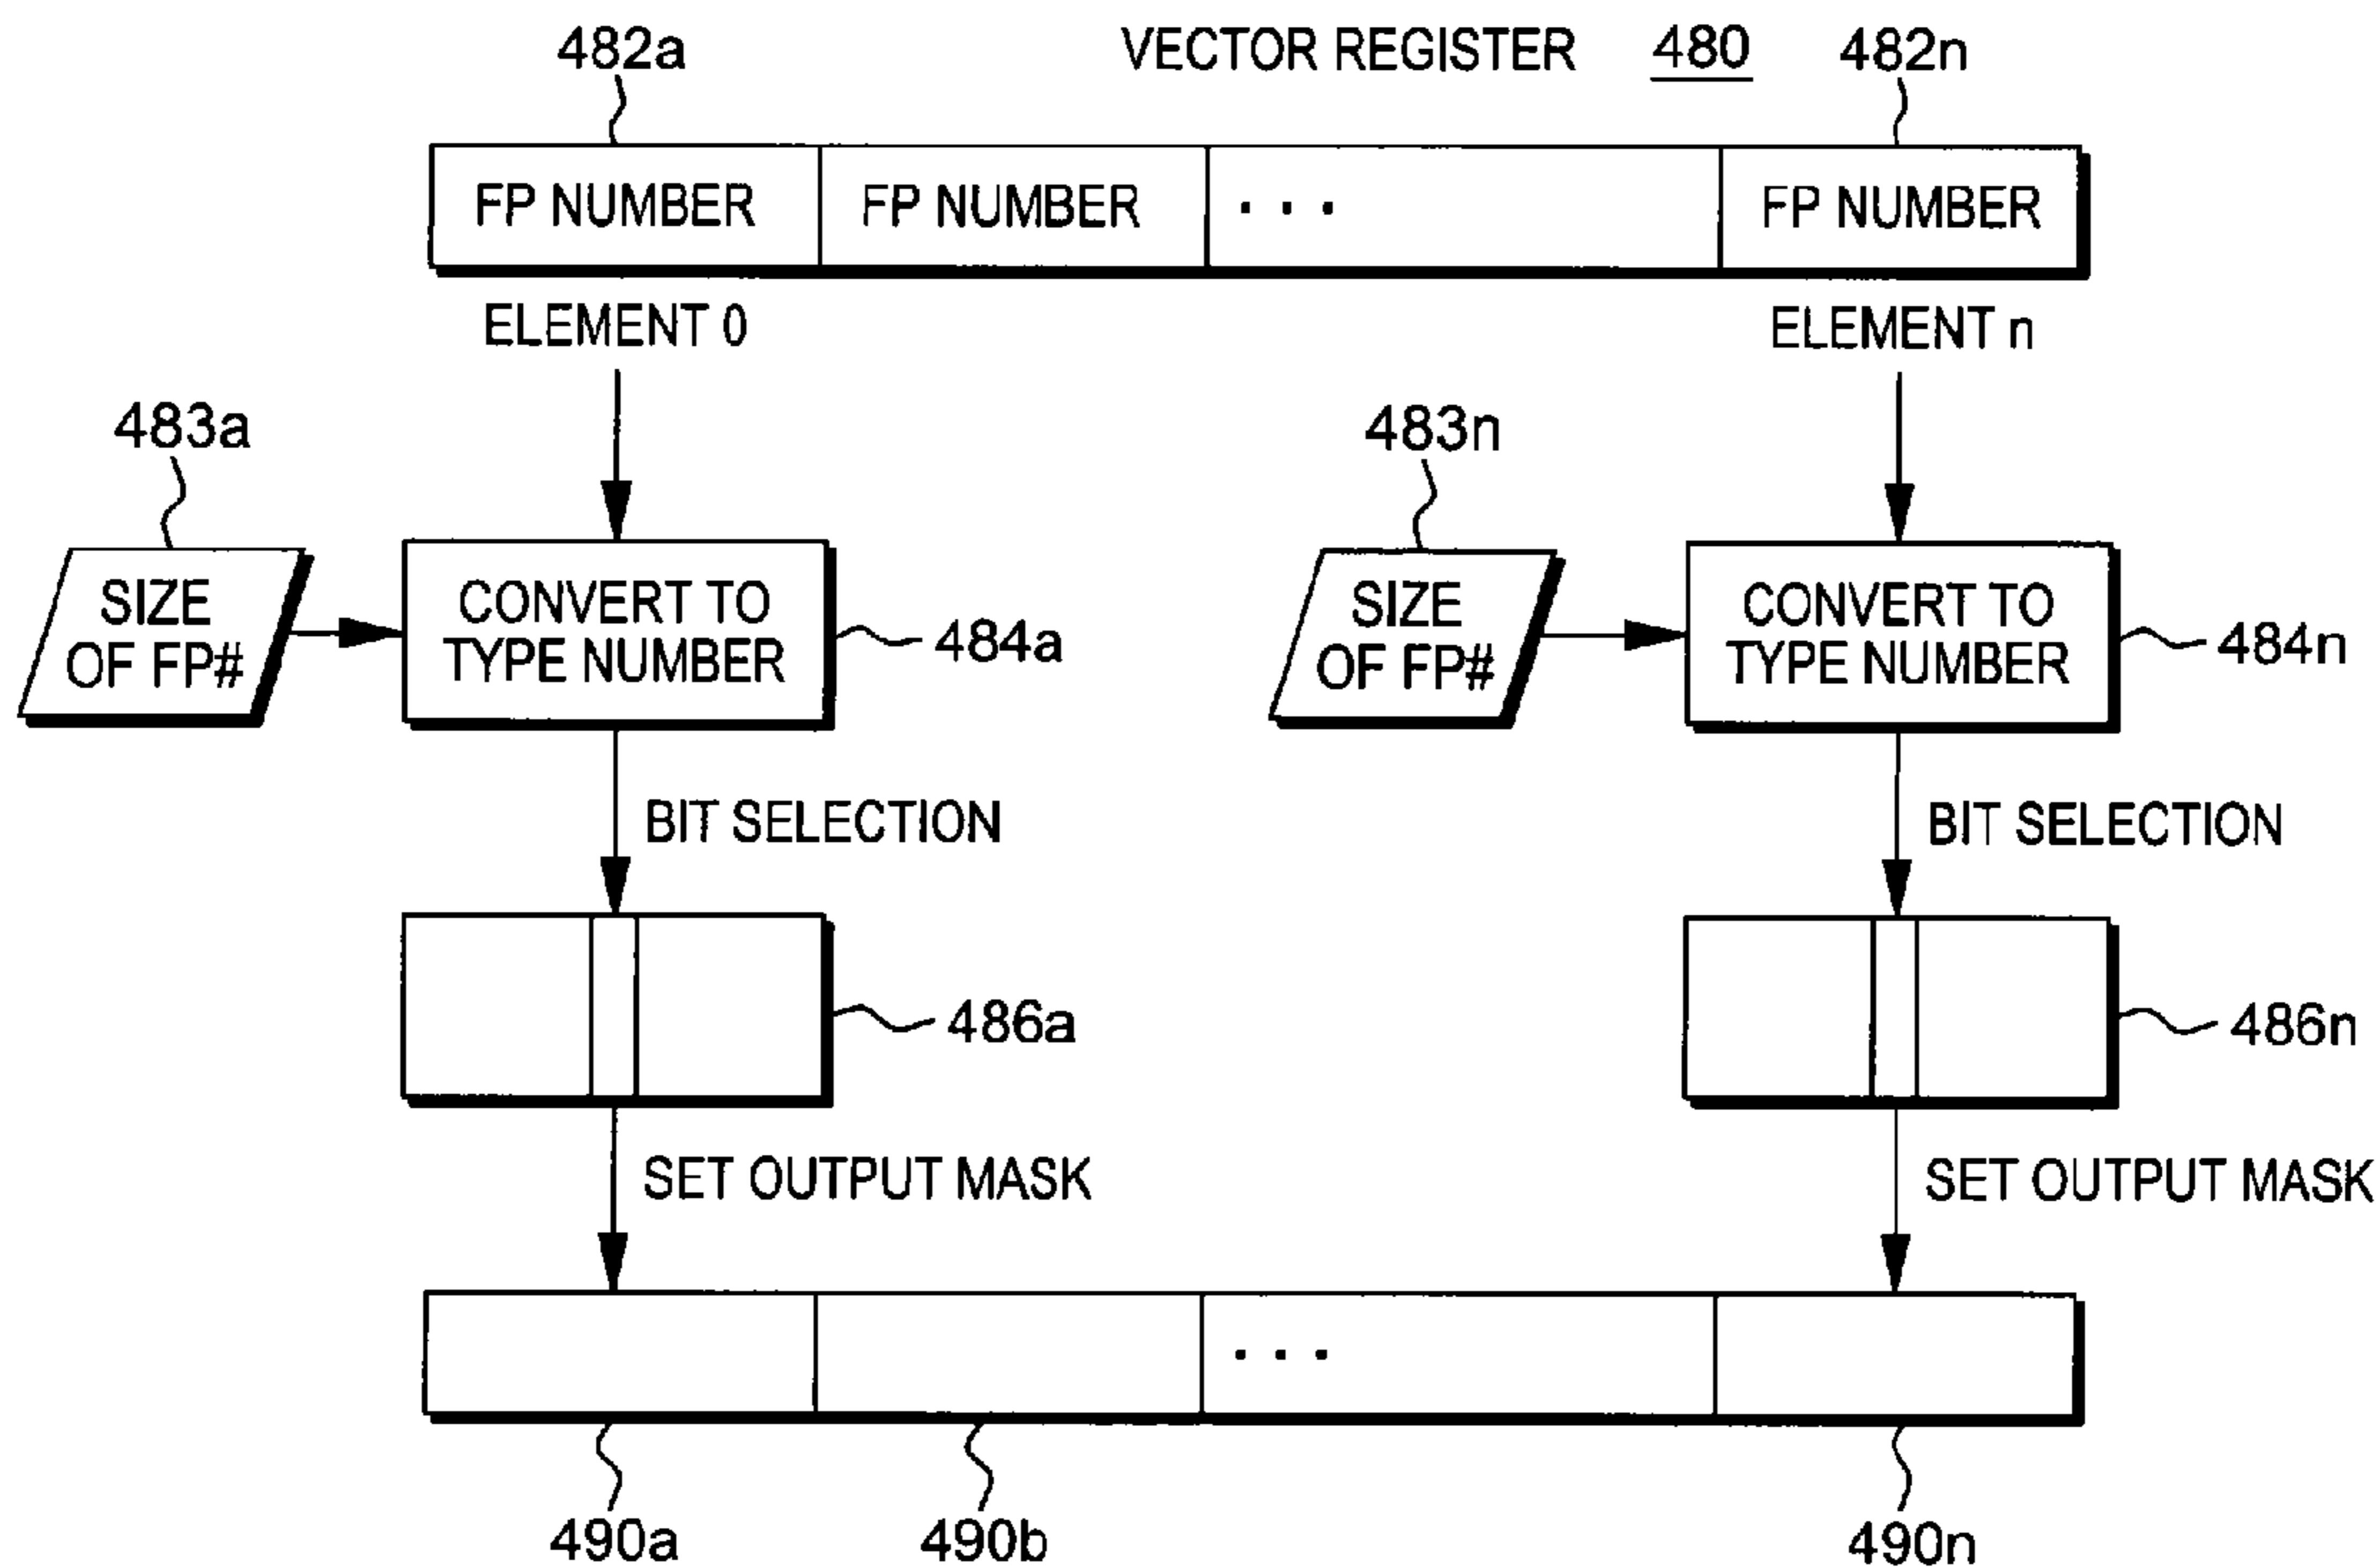 482a
VECTOR REGISTER 480
482n
FP NUMBER
FP NUMBER
. . .
FP NUMBER
ELEMENT 0
ELEMENT n
483a
483n
SIZE
OF FP#
CONVERT TO
TYPE NUMBER
484a
SIZE
OF FP#
CONVERT TO
TYPE NUMBER
484n
BIT SELECTION
BIT SELECTION
486a
486n
SET OUTPUT MASK
SET OUTPUT MASK
. . .
490a
490b
490n